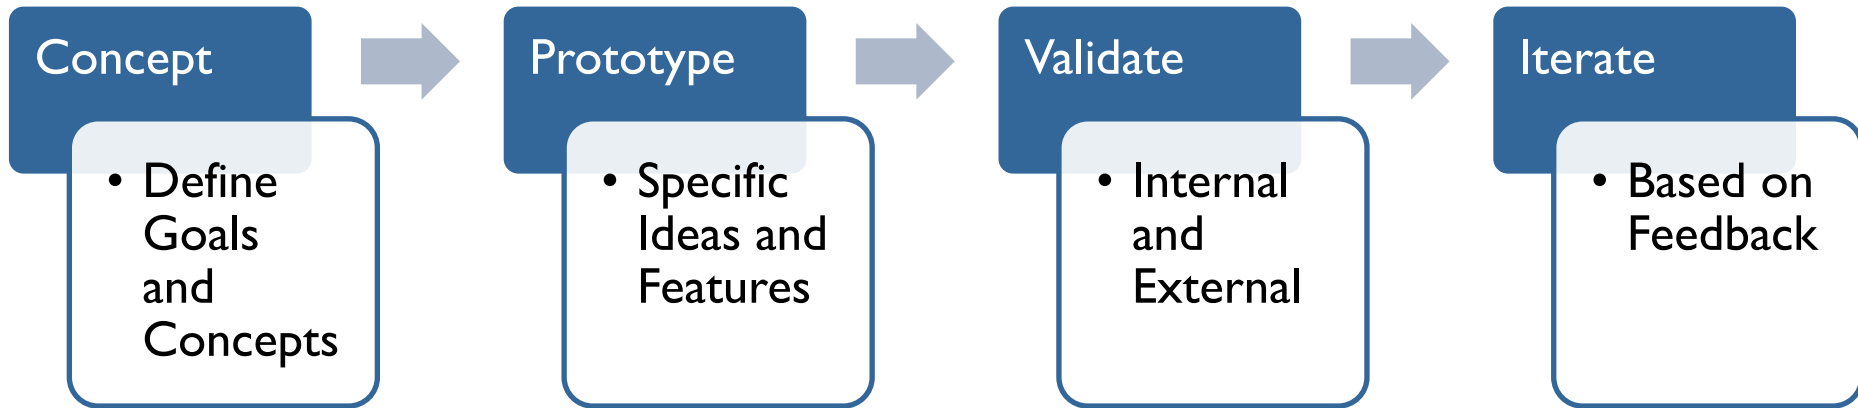 Concept
• Define
Goals
and
Concepts
Prototype
• Specific
Ideas and
Features
Validate
• Internal
and
External
Iterate
• Based on
Feedback